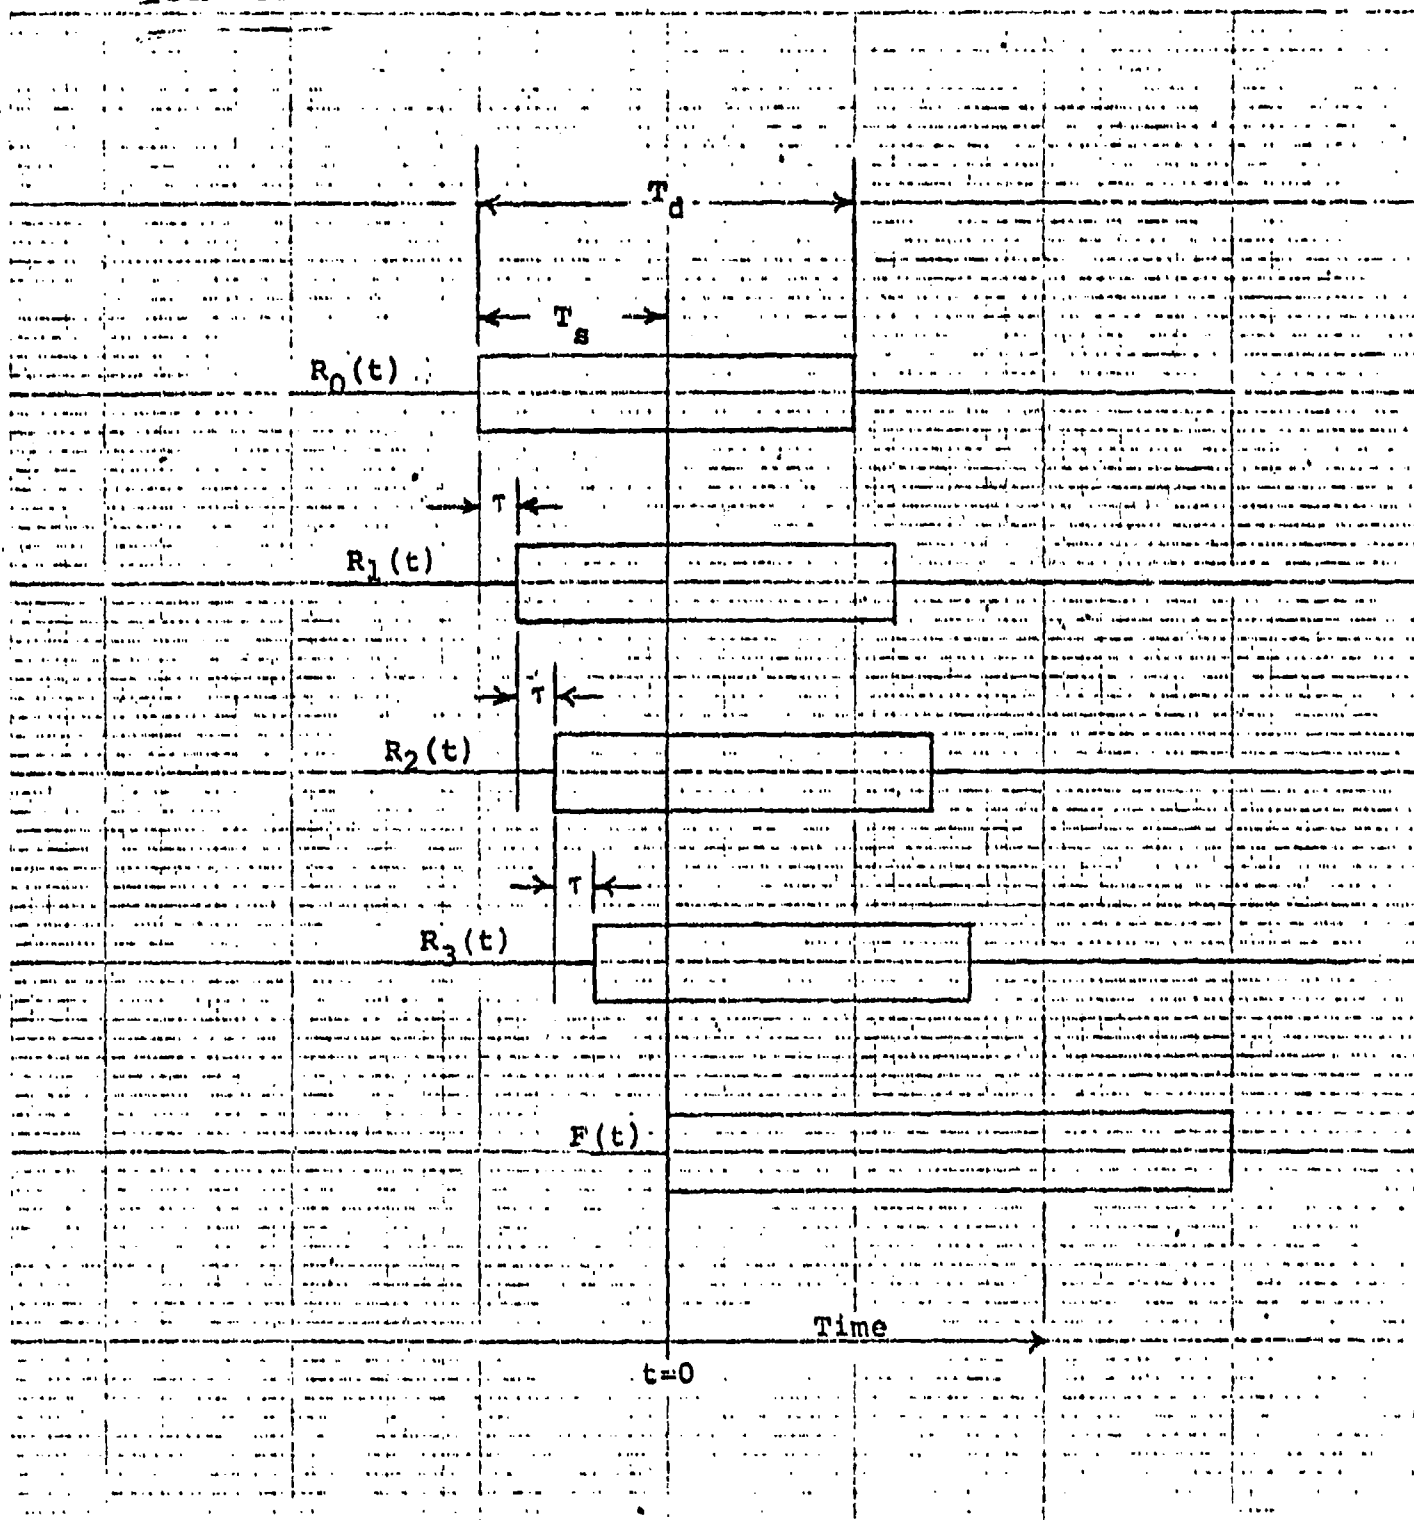 T_d
T_s
R_0(t)
τ
R_1(t)
τ
R_2(t)
τ
R_3(t)
F(t)
Time
t=0